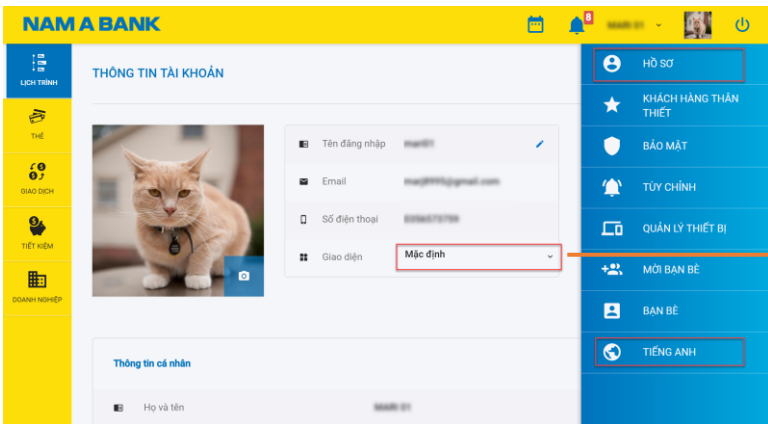 NAM A BANK
8
LỊCH TRÌNH
THẺ
GIAO DỊCH
TIẾT KIỆM
DOANH NGHIỆP
THÔNG TIN TÀI KHOẢN
Tên đăng nhập
Email
Số điện thoại
Giao diện
Mặc định
Thông tin cá nhân
Họ và tên
HỒ SƠ
KHÁCH HÀNG THÂN
THIẾT
BẢO MẬT
TÙY CHỈNH
QUẢN LÝ THIẾT BỊ
MỜI BẠN BÈ
BẠN BÈ
TIẾNG ANH